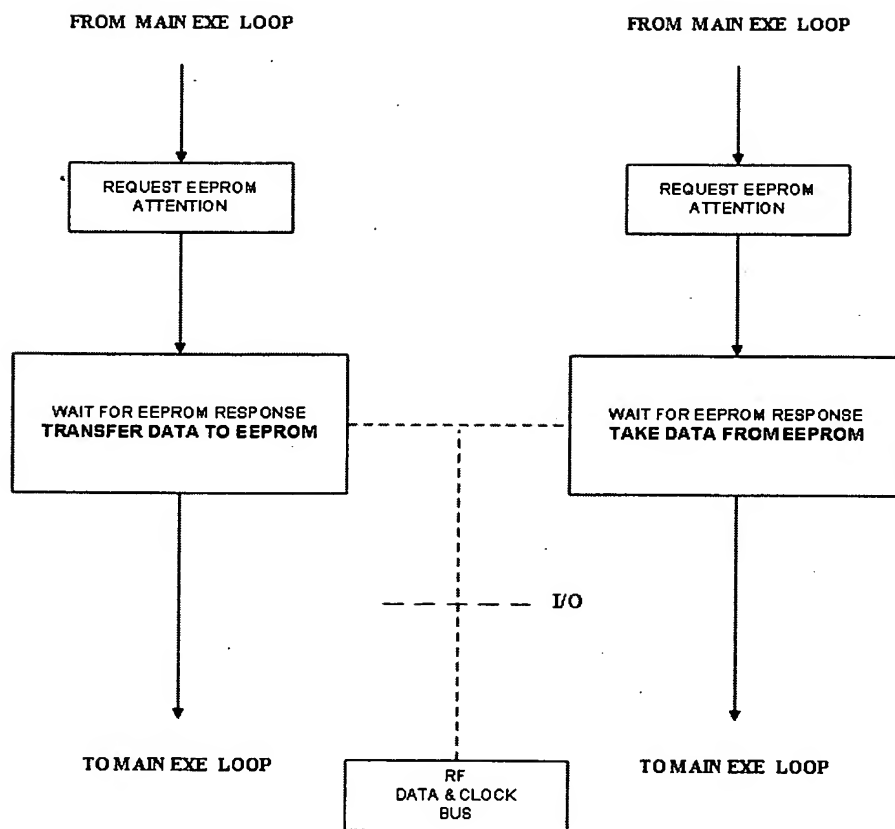 FROM MAIN EXE LOOP
REQUEST EEPROM
ATTENTION
WAIT FOR EEPROM RESPONSE
TRANSFER DATA TO EEPROM
TO MAIN EXE LOOP
FROM MAIN EXE LOOP
REQUEST EEPROM
ATTENTION
WAIT FOR EEPROM RESPONSE
TAKE DATA FROM EEPROM
TO MAIN EXE LOOP
I/O
RF
DATA & CLOCK
BUS